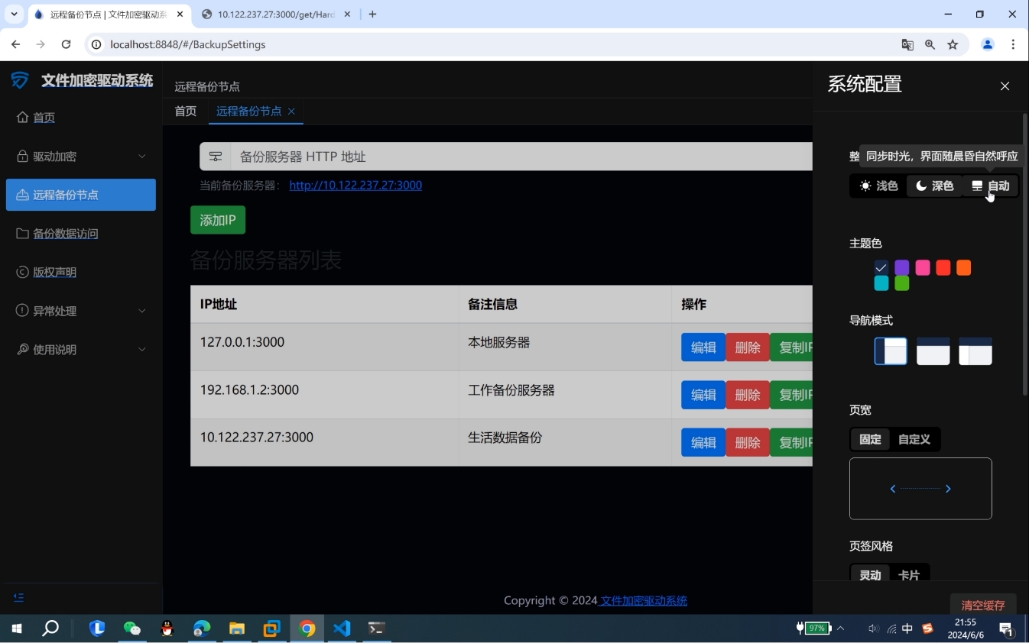 远程备份节点 | 文件加密驱动系
10.122.237.27:3000/get/Hard
localhost:8848/#/BackupSettings
文件加密驱动系统
首页
驱动加密
远程备份节点
备份数据访问
版权声明
异常处理
使用说明
远程备份节点
首页
远程备份节点
备份服务器 HTTP 地址
当前备份服务器： http://10.122.237.27:3000
添加IP
备份服务器列表
IP地址 备注信息 操作
127.0.0.1:3000 本地服务器 编辑 删除 复制IP
192.168.1.2:3000 工作备份服务器 编辑 删除 复制IP
10.122.237.27:3000 生活数据备份 编辑 删除 复制IP
Copyright © 2024 文件加密驱动系统
系统配置
整
同步时光，界面随晨昏自然呼应
浅色 深色 自动
主题色
导航模式
页宽
固定 自定义
页签风格
灵动 卡片
清空缓存
97%
中
21:55
2024/6/6
1